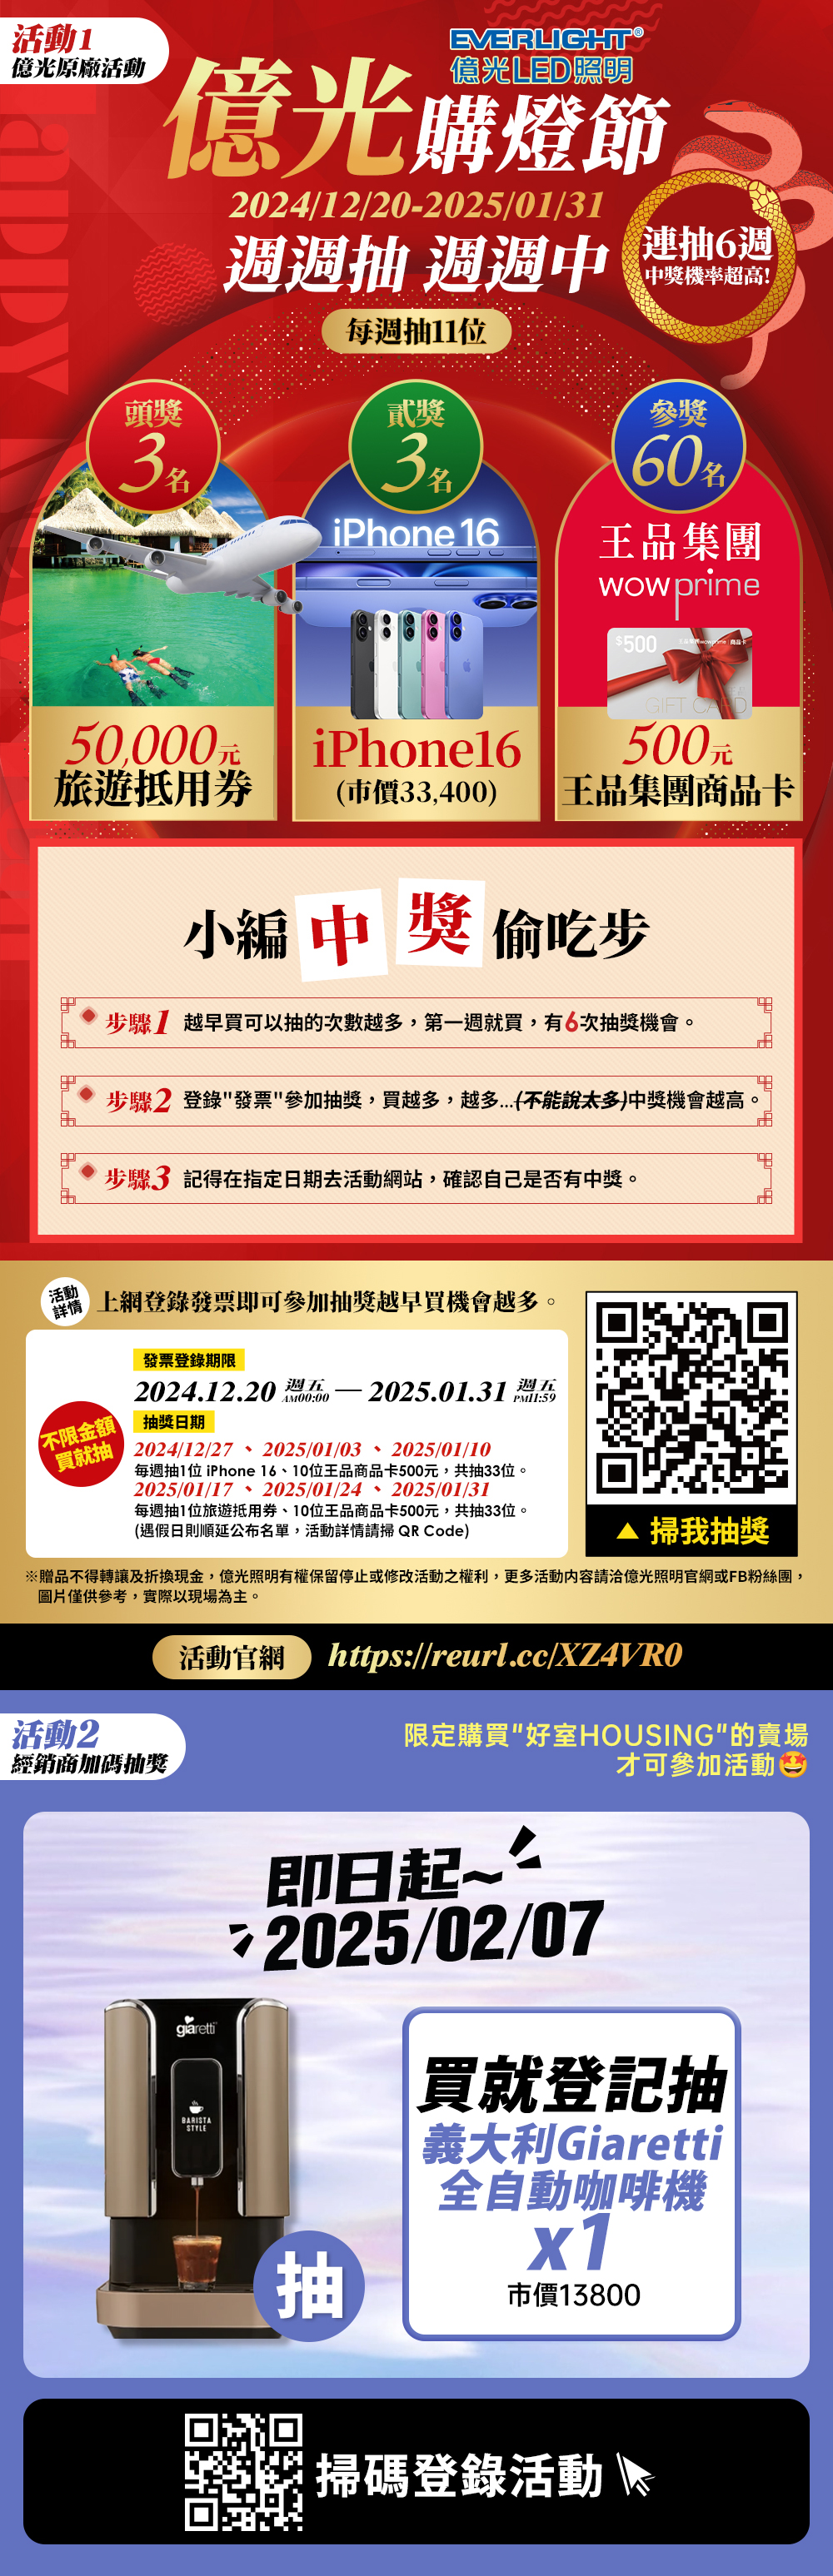 活動1
億光原廠活動
EVERLIGHT®
億光LED照明
億光購燈節
2024/12/20-2025/01/31
週週抽 週週中
連抽6週
中獎機率超高!
每週抽11位
頭獎
3名
貳獎
3名
參獎
60名
iPhone 16
王品集團
wowprime
$500
王品集團wowprime 商品卡
GIFT CARD
50,000元
旅遊抵用券
iPhone16
(市價33,400)
500元
王品集團商品卡
小編中獎偷吃步
步驟1 越早買可以抽的次數越多，第一週就買，有6次抽獎機會。
步驟2 登錄"發票"參加抽獎，買越多，越多...(不能說太多)中獎機會越高。
步驟3 記得在指定日期去活動網站，確認自己是否有中獎。
活動
詳情
上網登錄發票即可參加抽獎越早買機會越多。
不限金額
買就抽
發票登錄期限
2024.12.20 週五 AM00:00 — 2025.01.31 週五 PM11:59
抽獎日期
2024/12/27 、 2025/01/03 、 2025/01/10
每週抽1位 iPhone 16、10位王品商品卡500元，共抽33位。
2025/01/17 、 2025/01/24 、 2025/01/31
每週抽1位旅遊抵用券、10位王品商品卡500元，共抽33位。
(遇假日則順延公布名單，活動詳情請掃 QR Code)
▲ 掃我抽獎
※贈品不得轉讓及折換現金，億光照明有權保留停止或修改活動之權利，更多活動內容請洽億光照明官網或FB粉絲團，
圖片僅供參考，實際以現場為主。
活動官網 https://reurl.cc/XZ4VR0
活動2
經銷商加碼抽獎
限定購買"好室HOUSING"的賣場
才可參加活動🤩
即日起~
2025/02/07
giaretti
BARISTA
STYLE
抽
買就登記抽
義大利Giaretti
全自動咖啡機
x1
市價13800
掃碼登錄活動